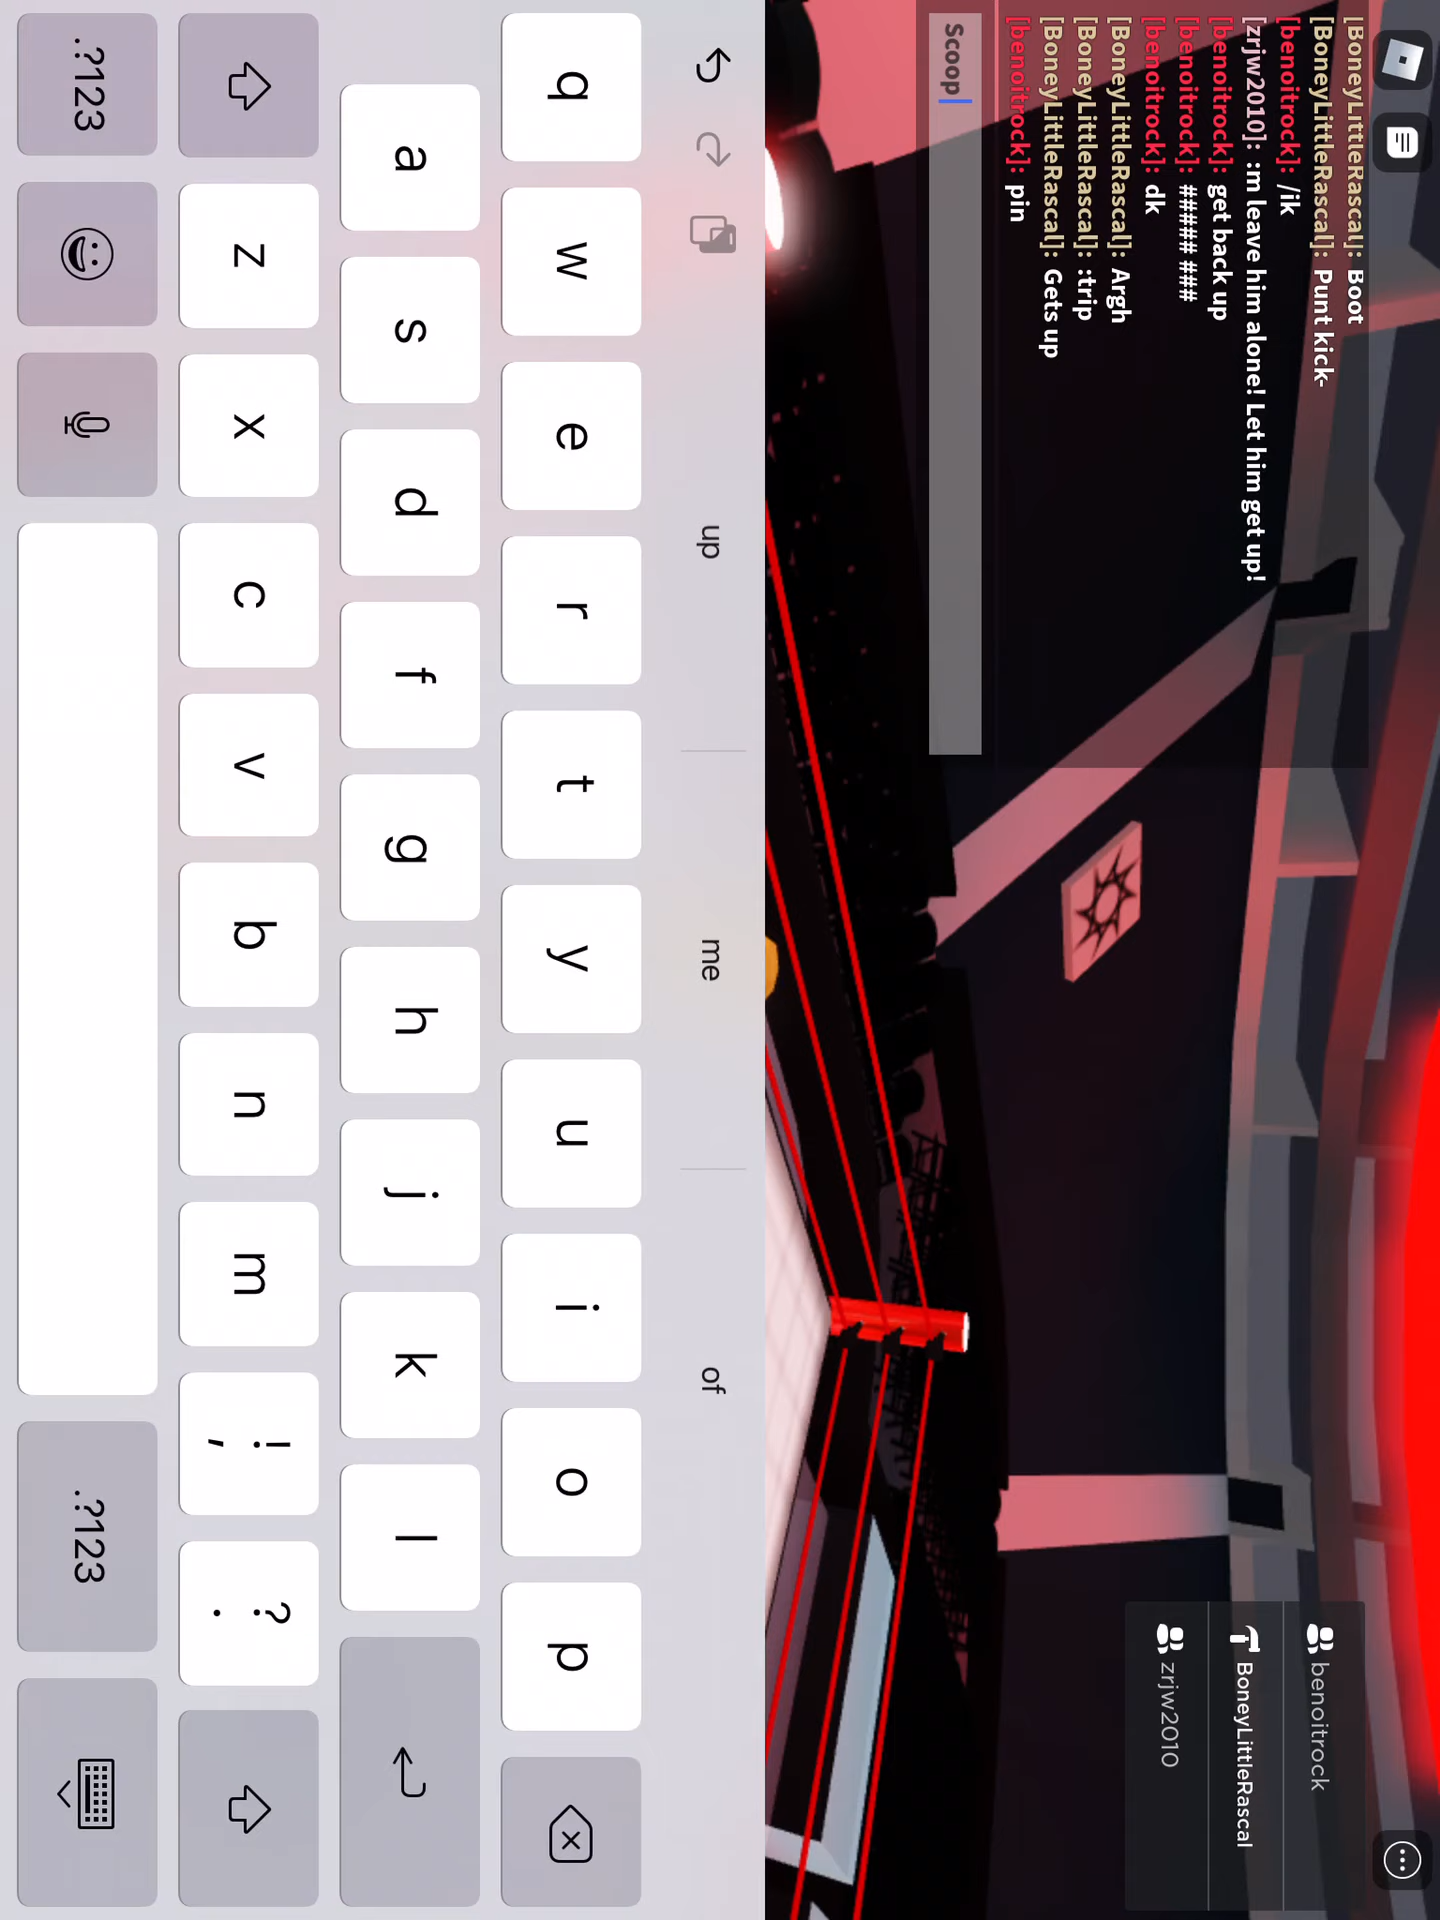 [BoneyLittleRascal]: Boot
[BoneyLittleRascal]: Punt kick-
[benoitrock]: /ik
[zrjw2010]: :m leave him alone! Let him get up!
[benoitrock]: get back up
[benoitrock]: ##### ###
[benoitrock]: dk
[BoneyLittleRascal]: Argh
[BoneyLittleRascal]: :trip
[BoneyLittleRascal]: Gets up
[benoitrock]: pin
Scoop
benoitrock
BoneyLittleRascal
zrjw2010
up me of
q w e r t y u i o p
a s d f g h j k l
z x c v b n m ! , ? .
.?123 .?123